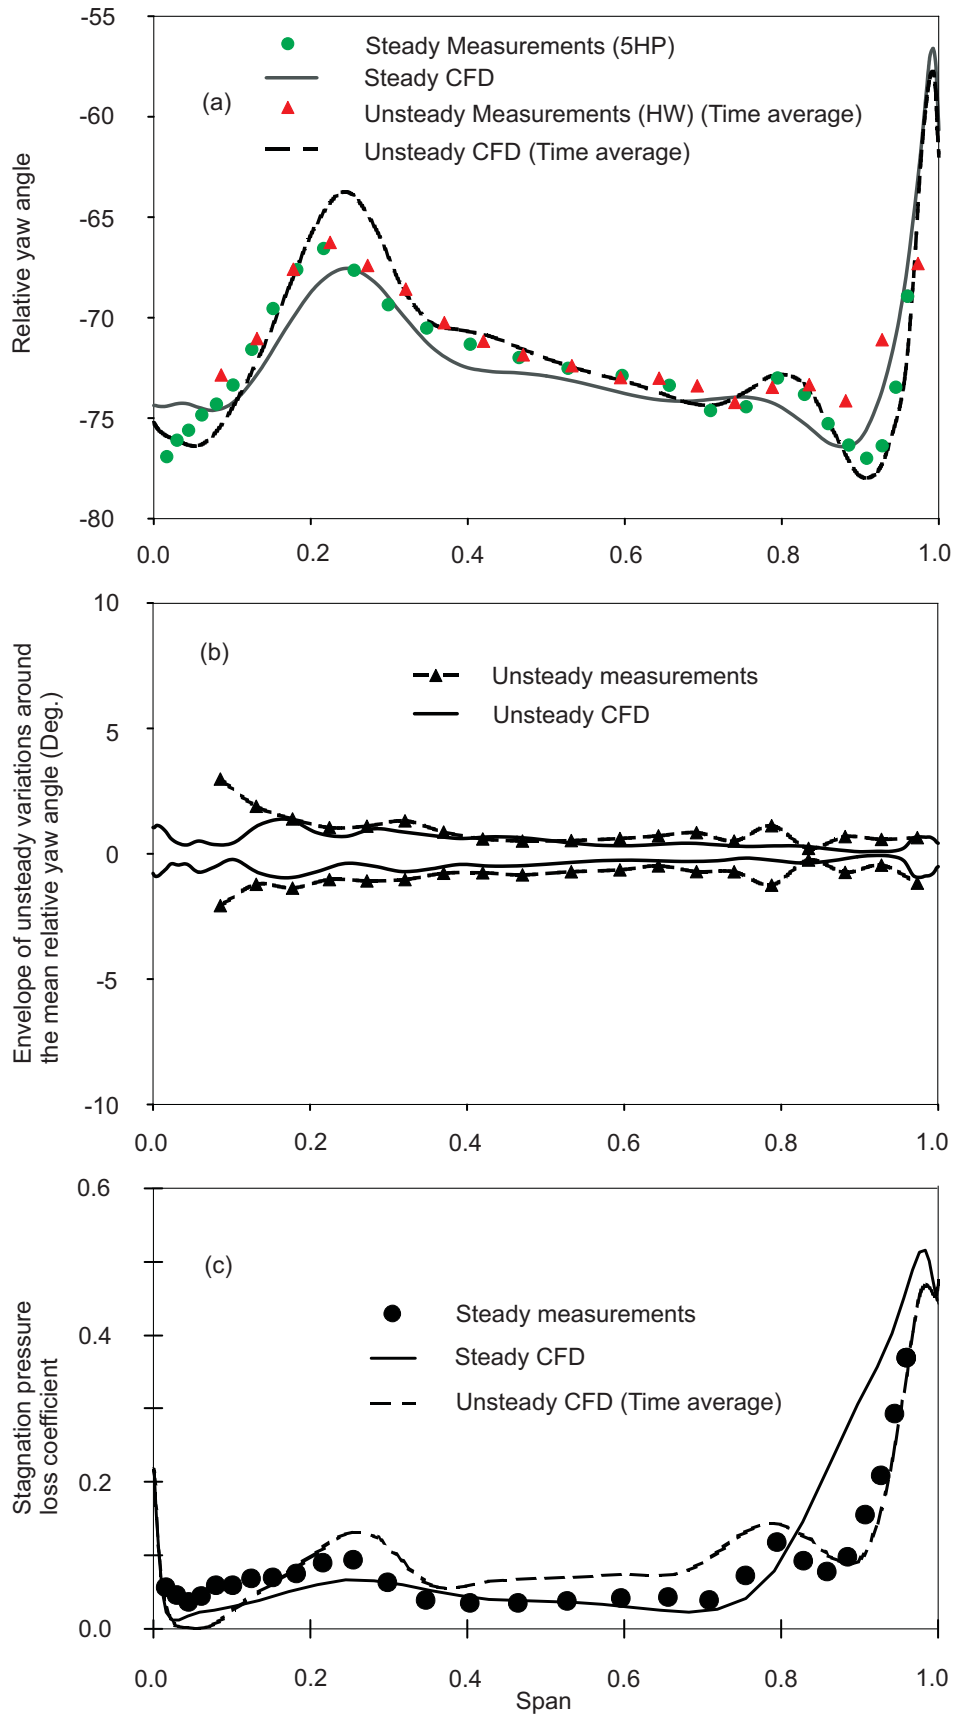 -55
Steady Measurements (5HP)
Steady CFD
(a)
Unsteady Measurements (HW) (Time average)
Unsteady CFD (Time average)
-60
-65
-70
-75
-80
Relative yaw angle
0.0 0.2 0.4 0.6 0.8 1.0
10
(b)
Unsteady measurements
Unsteady CFD
5
0
-5
-10
Envelope of unsteady variations around
the mean relative yaw angle (Deg.)
0.0 0.2 0.4 0.6 0.8 1.0
0.6
(c)
Steady measurements
Steady CFD
Unsteady CFD (Time average)
0.4
0.2
0.0
Stagnation pressure
loss coefficient
0.0 0.2 0.4 0.6 0.8 1.0
Span